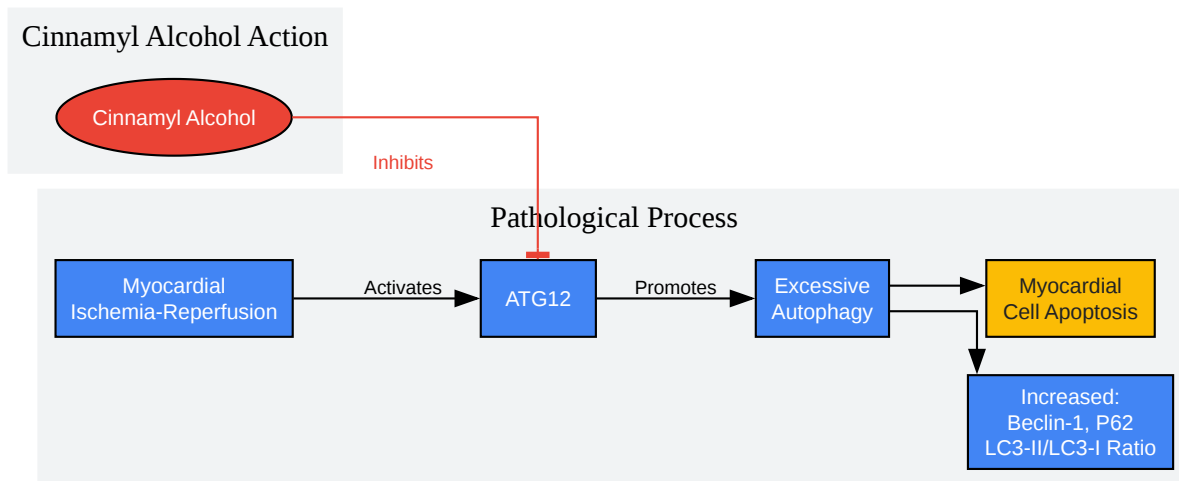 Cinnamyl Alcohol Action
Cinnamyl Alcohol
Inhibits
Pathological Process
Myocardial
Ischemia-Reperfusion
Activates
ATG12
Promotes
Excessive
Autophagy
Myocardial
Cell Apoptosis
Increased:
Beclin-1, P62
LC3-II/LC3-I Ratio